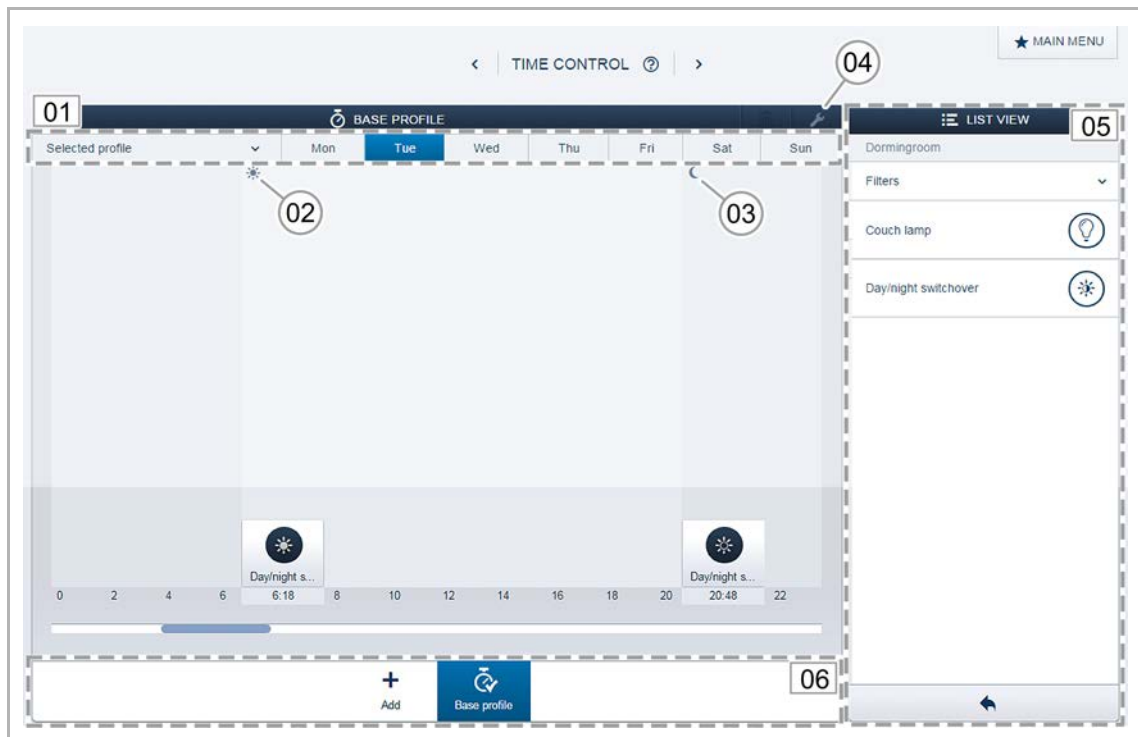 MAIN MENU
TIME CONTROL
04
01
BASE PROFILE
LIST VIEW
05
Selected profile Mon Tue Wed Thu Fri Sat Sun
Dormingroom
Filters
02
03
Couch lamp
Day/night switchover
Day/night s...
Day/night s...
0 2 4 6 6:18 8 10 12 14 16 18 20 20:48 22
+
Add
Base profile
06